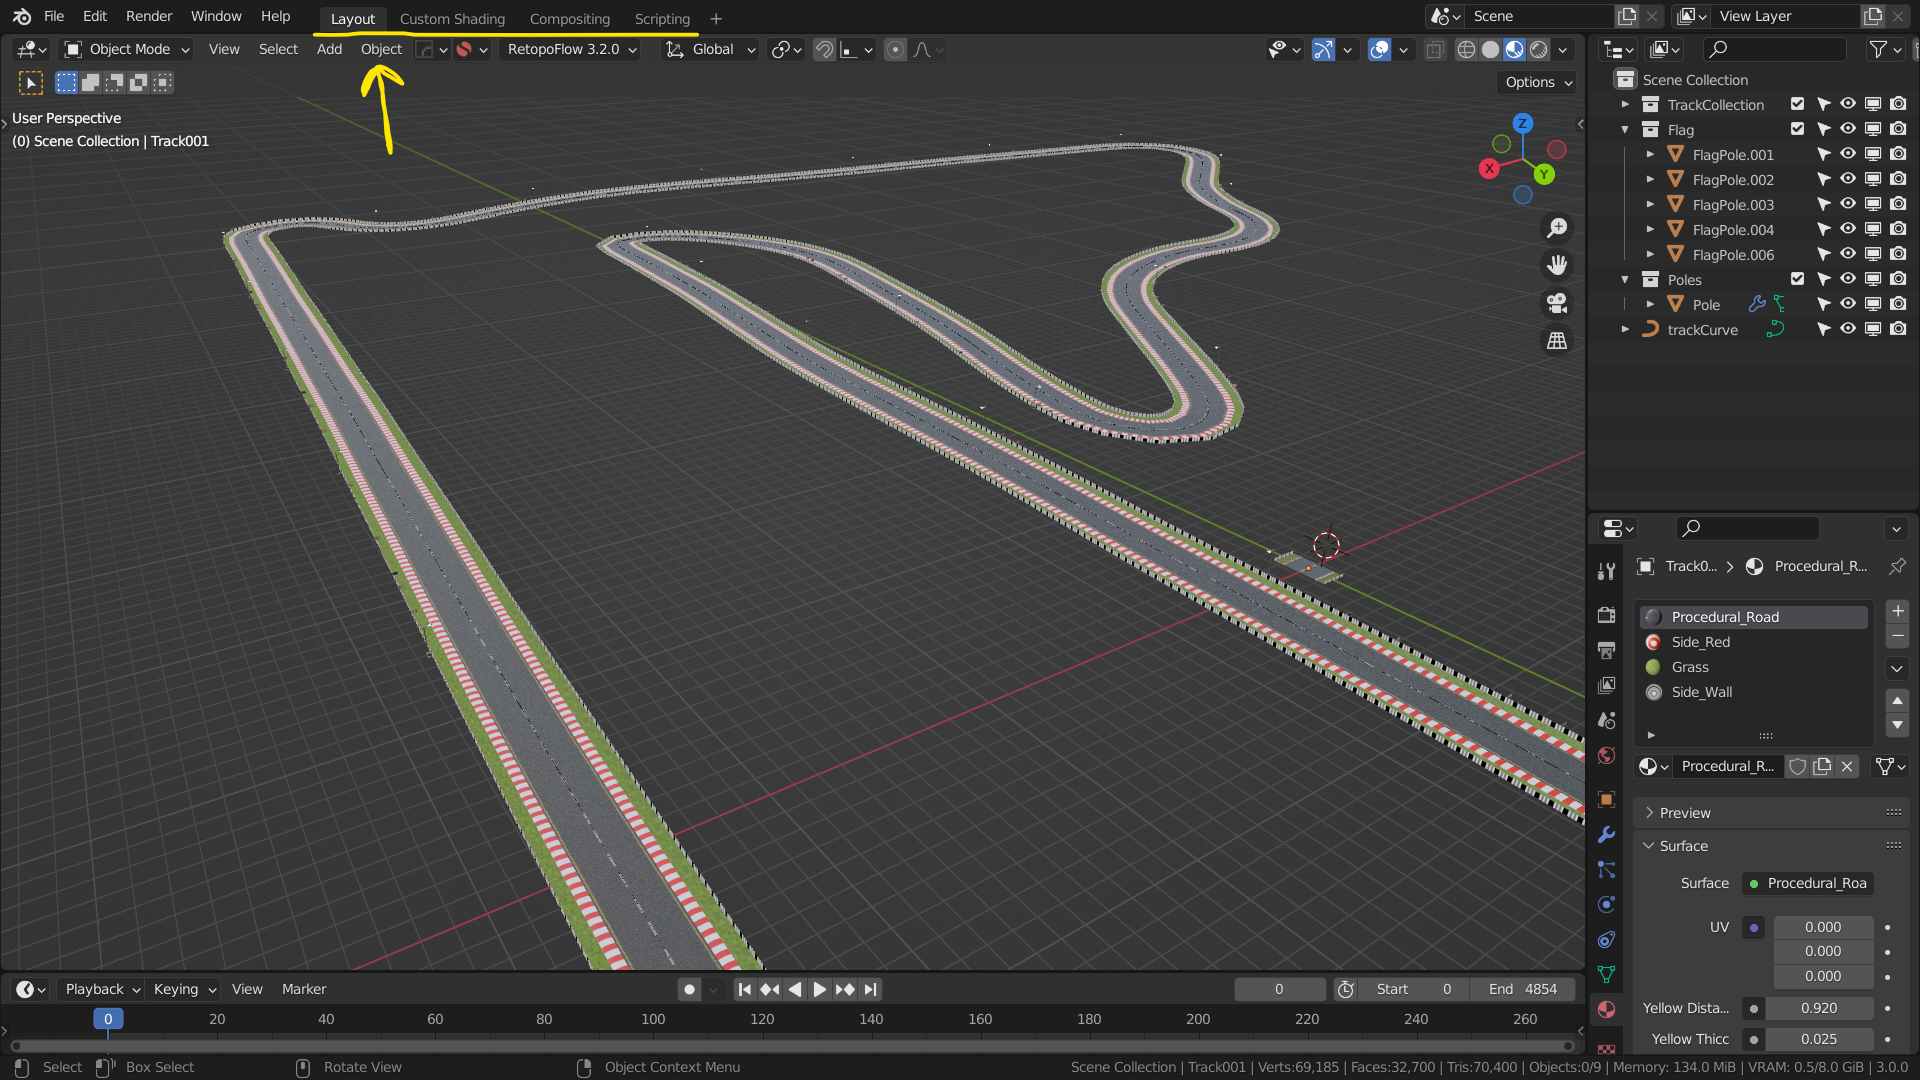 File Edit Render Window Help Layout Custom Shading Compositing Scripting + Scene View Layer
Object Mode View Select Add Object RetopoFlow 3.2.0 Global
Options
User Perspective
(0) Scene Collection | Track001
Z
X
Y
Scene Collection
TrackCollection
Flag
FlagPole.001
FlagPole.002
FlagPole.003
FlagPole.004
FlagPole.006
Poles
Pole
trackCurve
Track0... Procedural_R...
Procedural_Road
Side_Red
Grass
Side_Wall
Procedural_R...
Preview
Surface
Surface Procedural_Roa
UV 0.000
0.000
0.000
Yellow Dista... 0.920
Yellow Thicc 0.025
Playback Keying View Marker 0 Start 0 End 4854
0 20 40 60 80 100 120 140 160 180 200 220 240 260
Select Box Select Rotate View Object Context Menu Scene Collection | Track001 | Verts:69,185 | Faces:32,700 | Tris:70,400 | Objects:0/9 | Memory: 134.0 MiB | VRAM: 0.5/8.0 GiB | 3.0.0